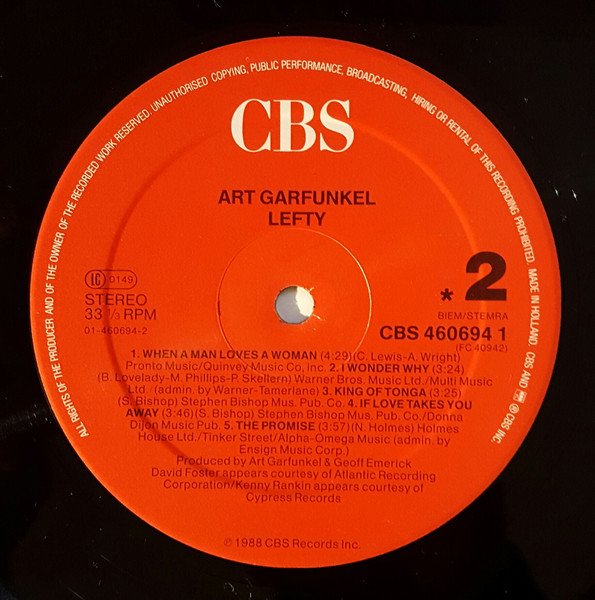 ALL RIGHTS OF THE PRODUCER AND OF THE OWNER OF THE RECORDED WORK RESERVED. UNAUTHORISED COPYING, PUBLIC PERFORMANCE, BROADCASTING, HIRING OR RENTAL OF THIS RECORDING PROHIBITED. MADE IN HOLLAND. CBS AND ® CBS INC.
CBS
ART GARFUNKEL
LEFTY
LC 0149
STEREO
33 1/3 RPM
01-460694-2
* 2
BIEM/STEMRA
CBS 460694 1
(FC 40942)
1. WHEN A MAN LOVES A WOMAN (4:29)(C. Lewis-A. Wright)
Pronto Music/Quinvey Music Co, Inc. 2. I WONDER WHY (3:24)
(B. Lovelady-M. Phillips-P. Skellern) Warner Bros. Music Ltd./Multi Music
Ltd. (admin. by Warner-Tamerlane) 3. KING OF TONGA (3:25)
(S. Bishop) Stephen Bishop Mus. Pub. Co. 4. IF LOVE TAKES YOU
AWAY (3:46)(S. Bishop) Stephen Bishop Mus. Pub. Co./Donna
Dijon Music Pub. 5. THE PROMISE (3:57)(N. Holmes) Holmes
House Ltd./Tinker Street/Alpha-Omega Music (admin. by
Ensign Music Corp.)
Produced by Art Garfunkel & Geoff Emerick
David Foster appears courtesy of Atlantic Recording
Corporation/Kenny Rankin appears courtesy of
Cypress Records
℗ 1988 CBS Records Inc.